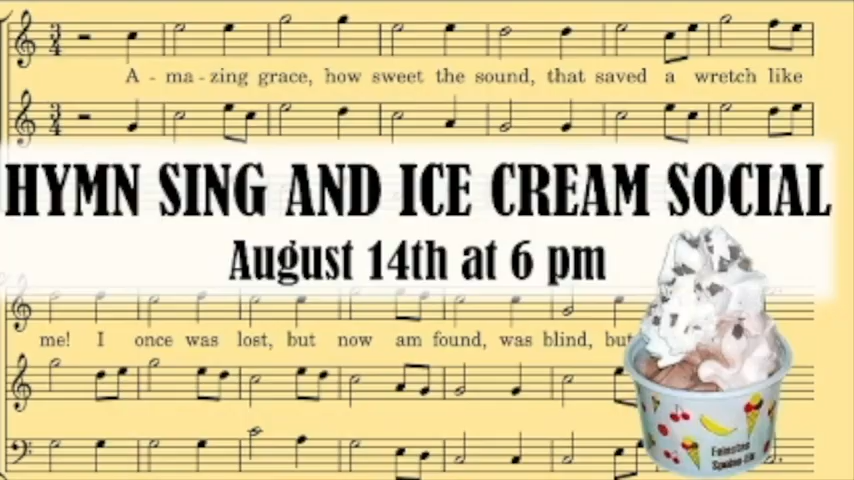 A - ma - zing grace, how sweet the sound, that saved a wretch like
HYMN SING AND ICE CREAM SOCIAL
August 14th at 6 pm
me! I once was lost, but now am found, was blind, but
Feinstes